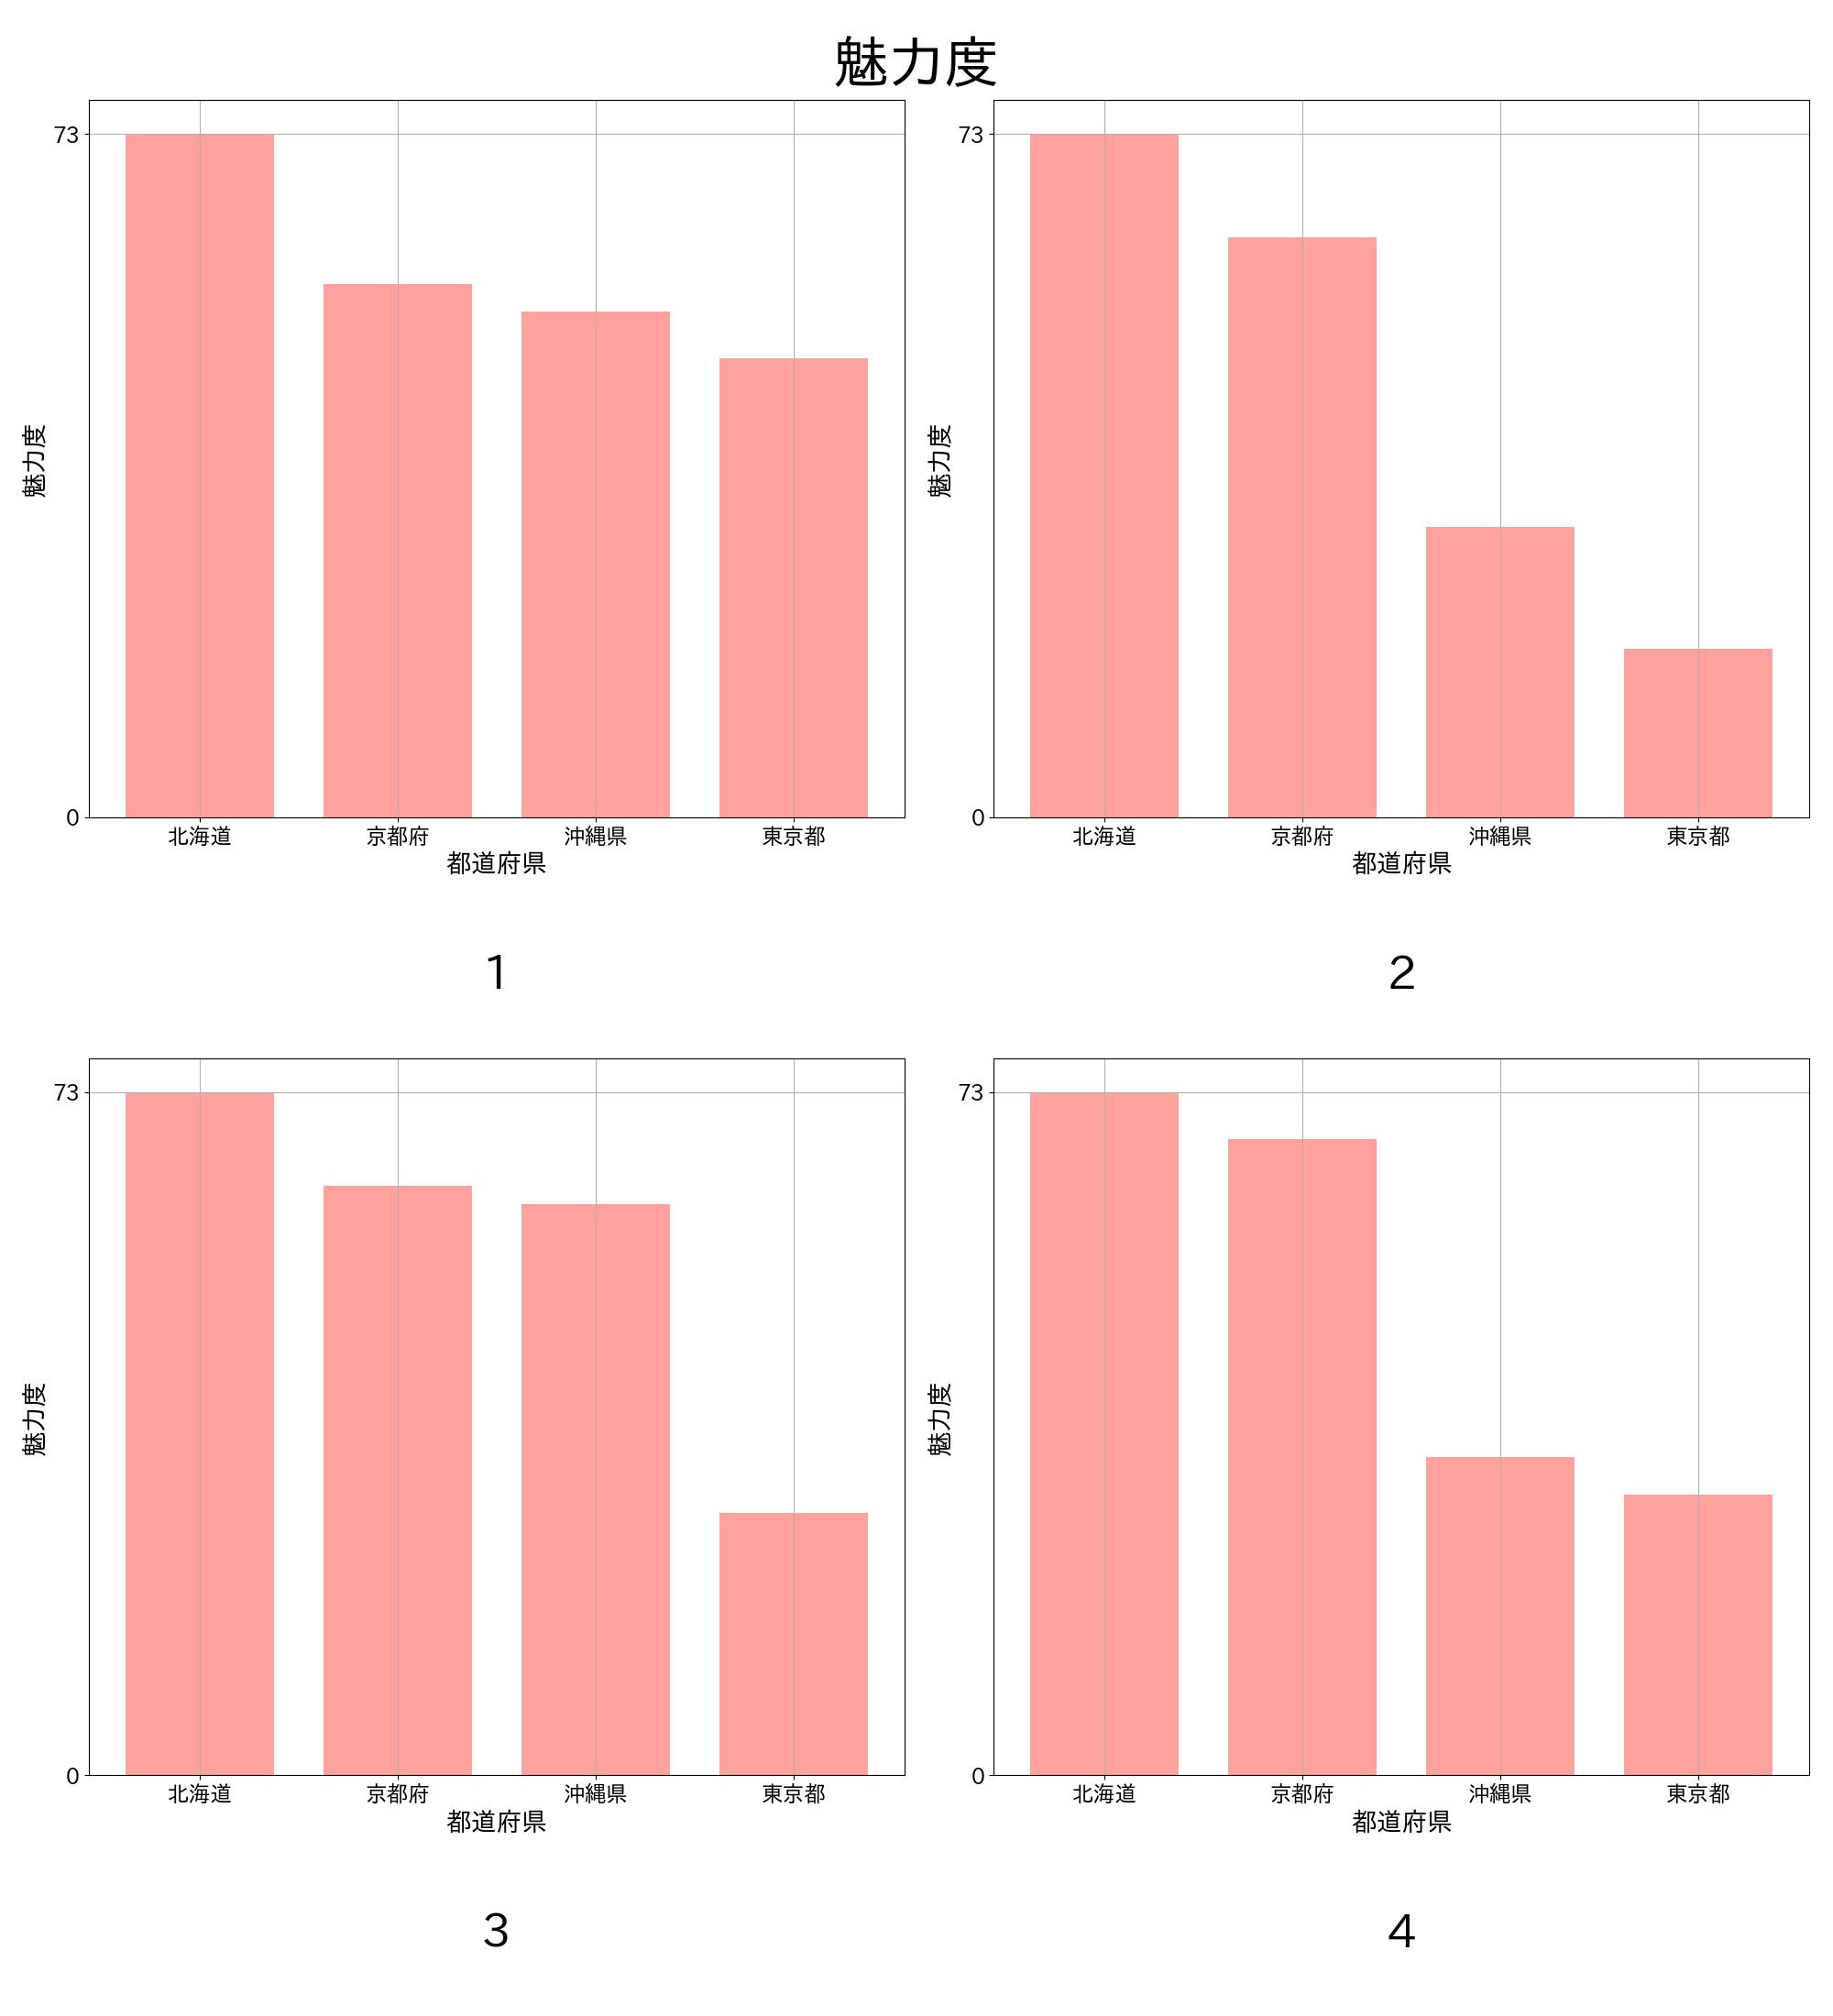 魅力度
73
0
魅力度
北海道 京都府 沖縄県 東京都
都道府県
1
73
0
魅力度
北海道 京都府 沖縄県 東京都
都道府県
2
73
0
魅力度
北海道 京都府 沖縄県 東京都
都道府県
3
73
0
魅力度
北海道 京都府 沖縄県 東京都
都道府県
4